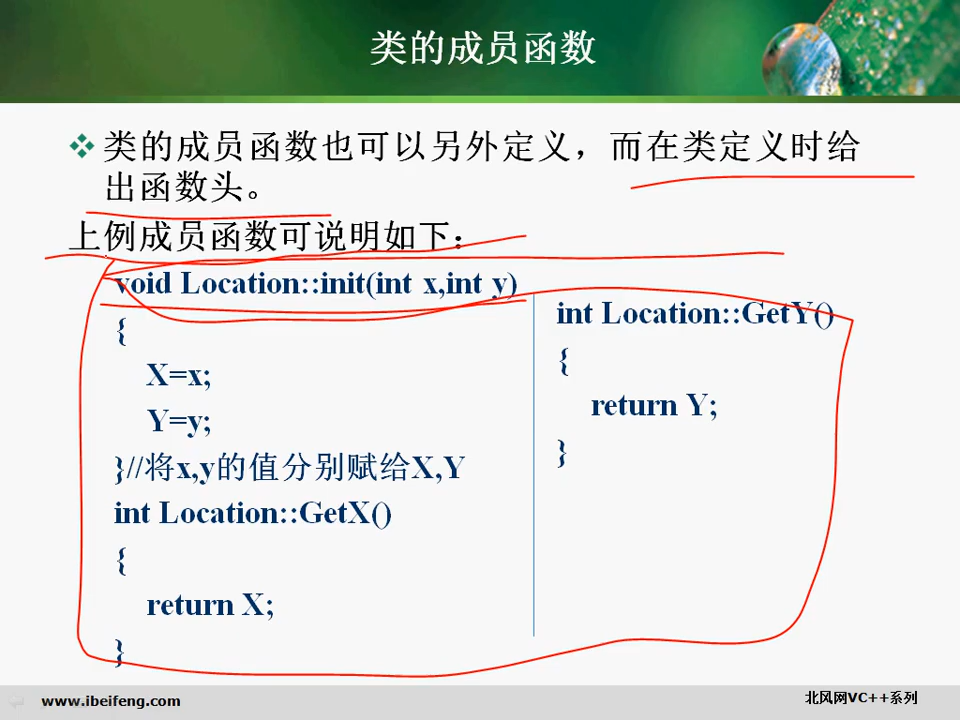 类的成员函数
类的成员函数也可以另外定义，而在类定义时给
出函数头。
上例成员函数可说明如下：
void Location::init(int x,int y)
{
X=x;
Y=y;
}//将x,y的值分别赋给X,Y
int Location::GetX()
{
return X;
}
int Location::GetY()
{
return Y;
}
www.ibeifeng.com
北风网VC++系列